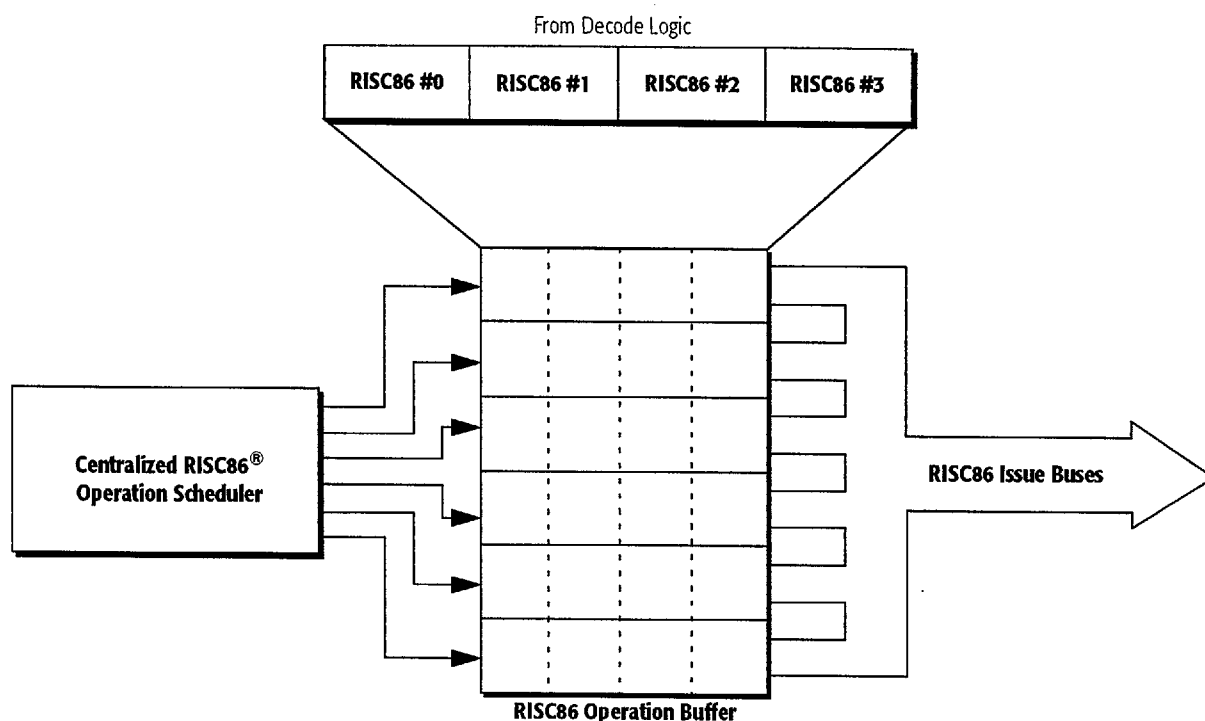 From Decode Logic
RISC86 #0 RISC86 #1 RISC86 #2 RISC86 #3
Centralized RISC86®
Operation Scheduler
RISC86 Issue Buses
RISC86 Operation Buffer